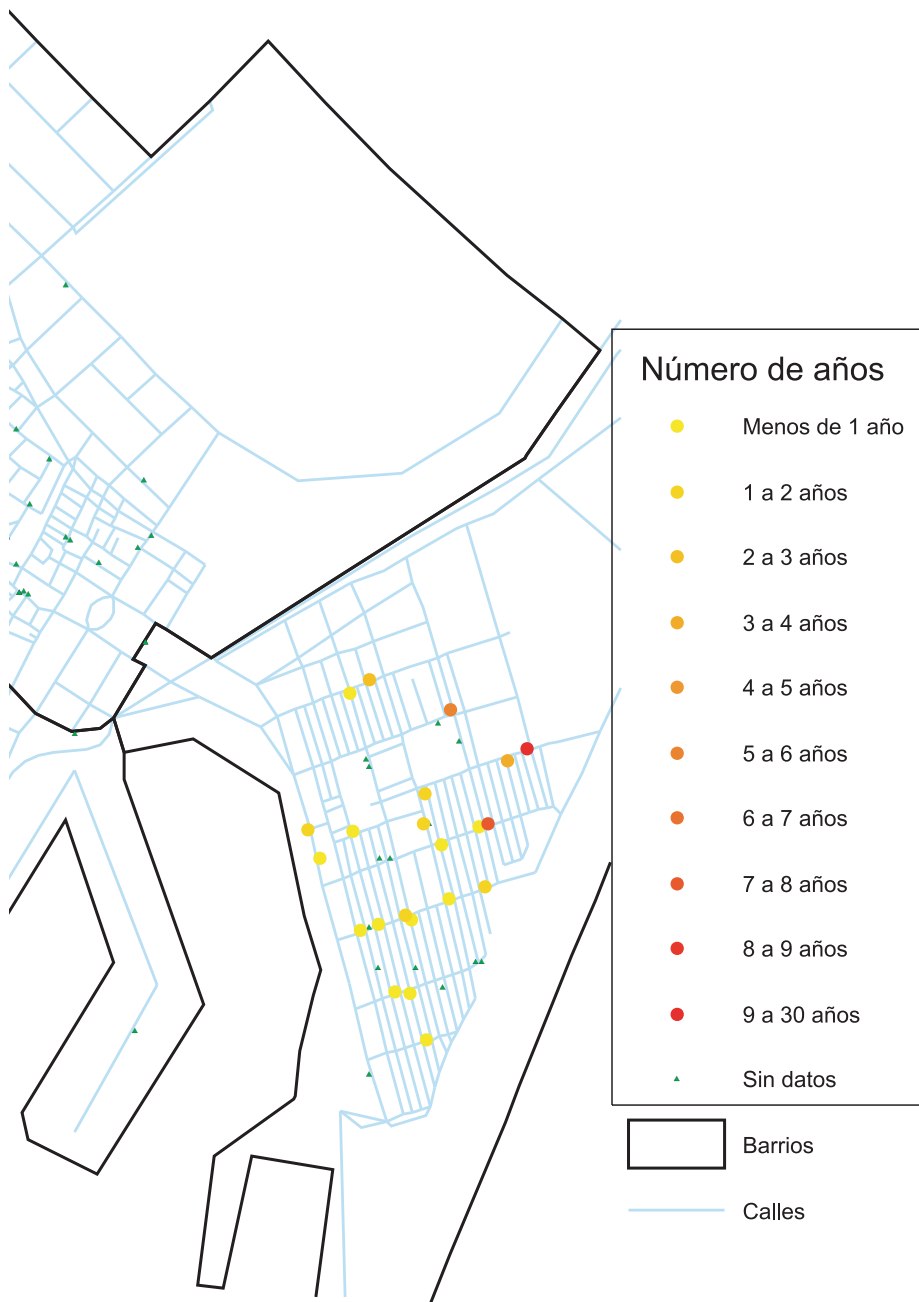 Número de años
Menos de 1 año
1 a 2 años
2 a 3 años
3 a 4 años
4 a 5 años
5 a 6 años
6 a 7 años
7 a 8 años
8 a 9 años
9 a 30 años
Sin datos
Barrios
Calles